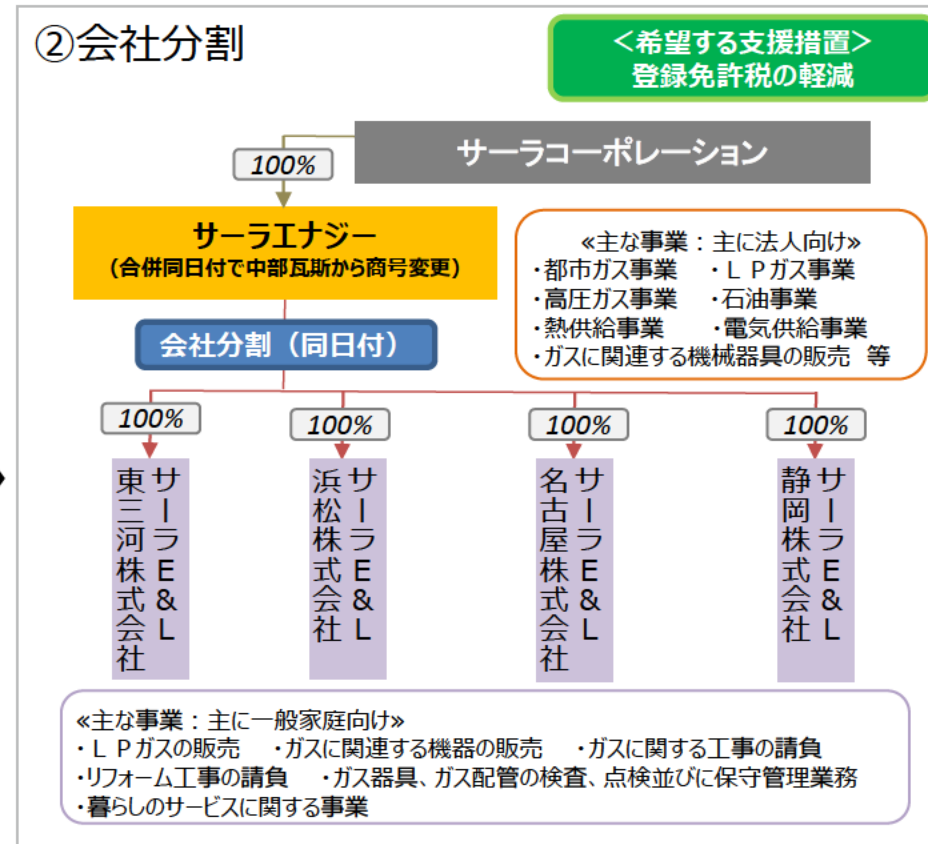 ②会社分割
＜希望する支援措置＞
登録免許税の軽減
サーラコーポレーション
100%
サーラエナジー
（合併同日付で中部瓦斯から商号変更）
≪主な事業：主に法人向け≫
・都市ガス事業　・ＬＰガス事業
・高圧ガス事業　・石油事業
・熱供給事業　・電気供給事業
・ガスに関連する機械器具の販売　等
会社分割（同日付）
100%
100%
100%
100%
サーラＥ&Ｌ
東三河株式会社
サーラＥ&Ｌ
浜松株式会社
サーラＥ&Ｌ
名古屋株式会社
サーラＥ&Ｌ
静岡株式会社
≪主な事業：主に一般家庭向け≫
・ＬＰガスの販売　・ガスに関連する機器の販売　・ガスに関する工事の請負
・リフォーム工事の請負　・ガス器具、ガス配管の検査、点検並びに保守管理業務
・暮らしのサービスに関する事業